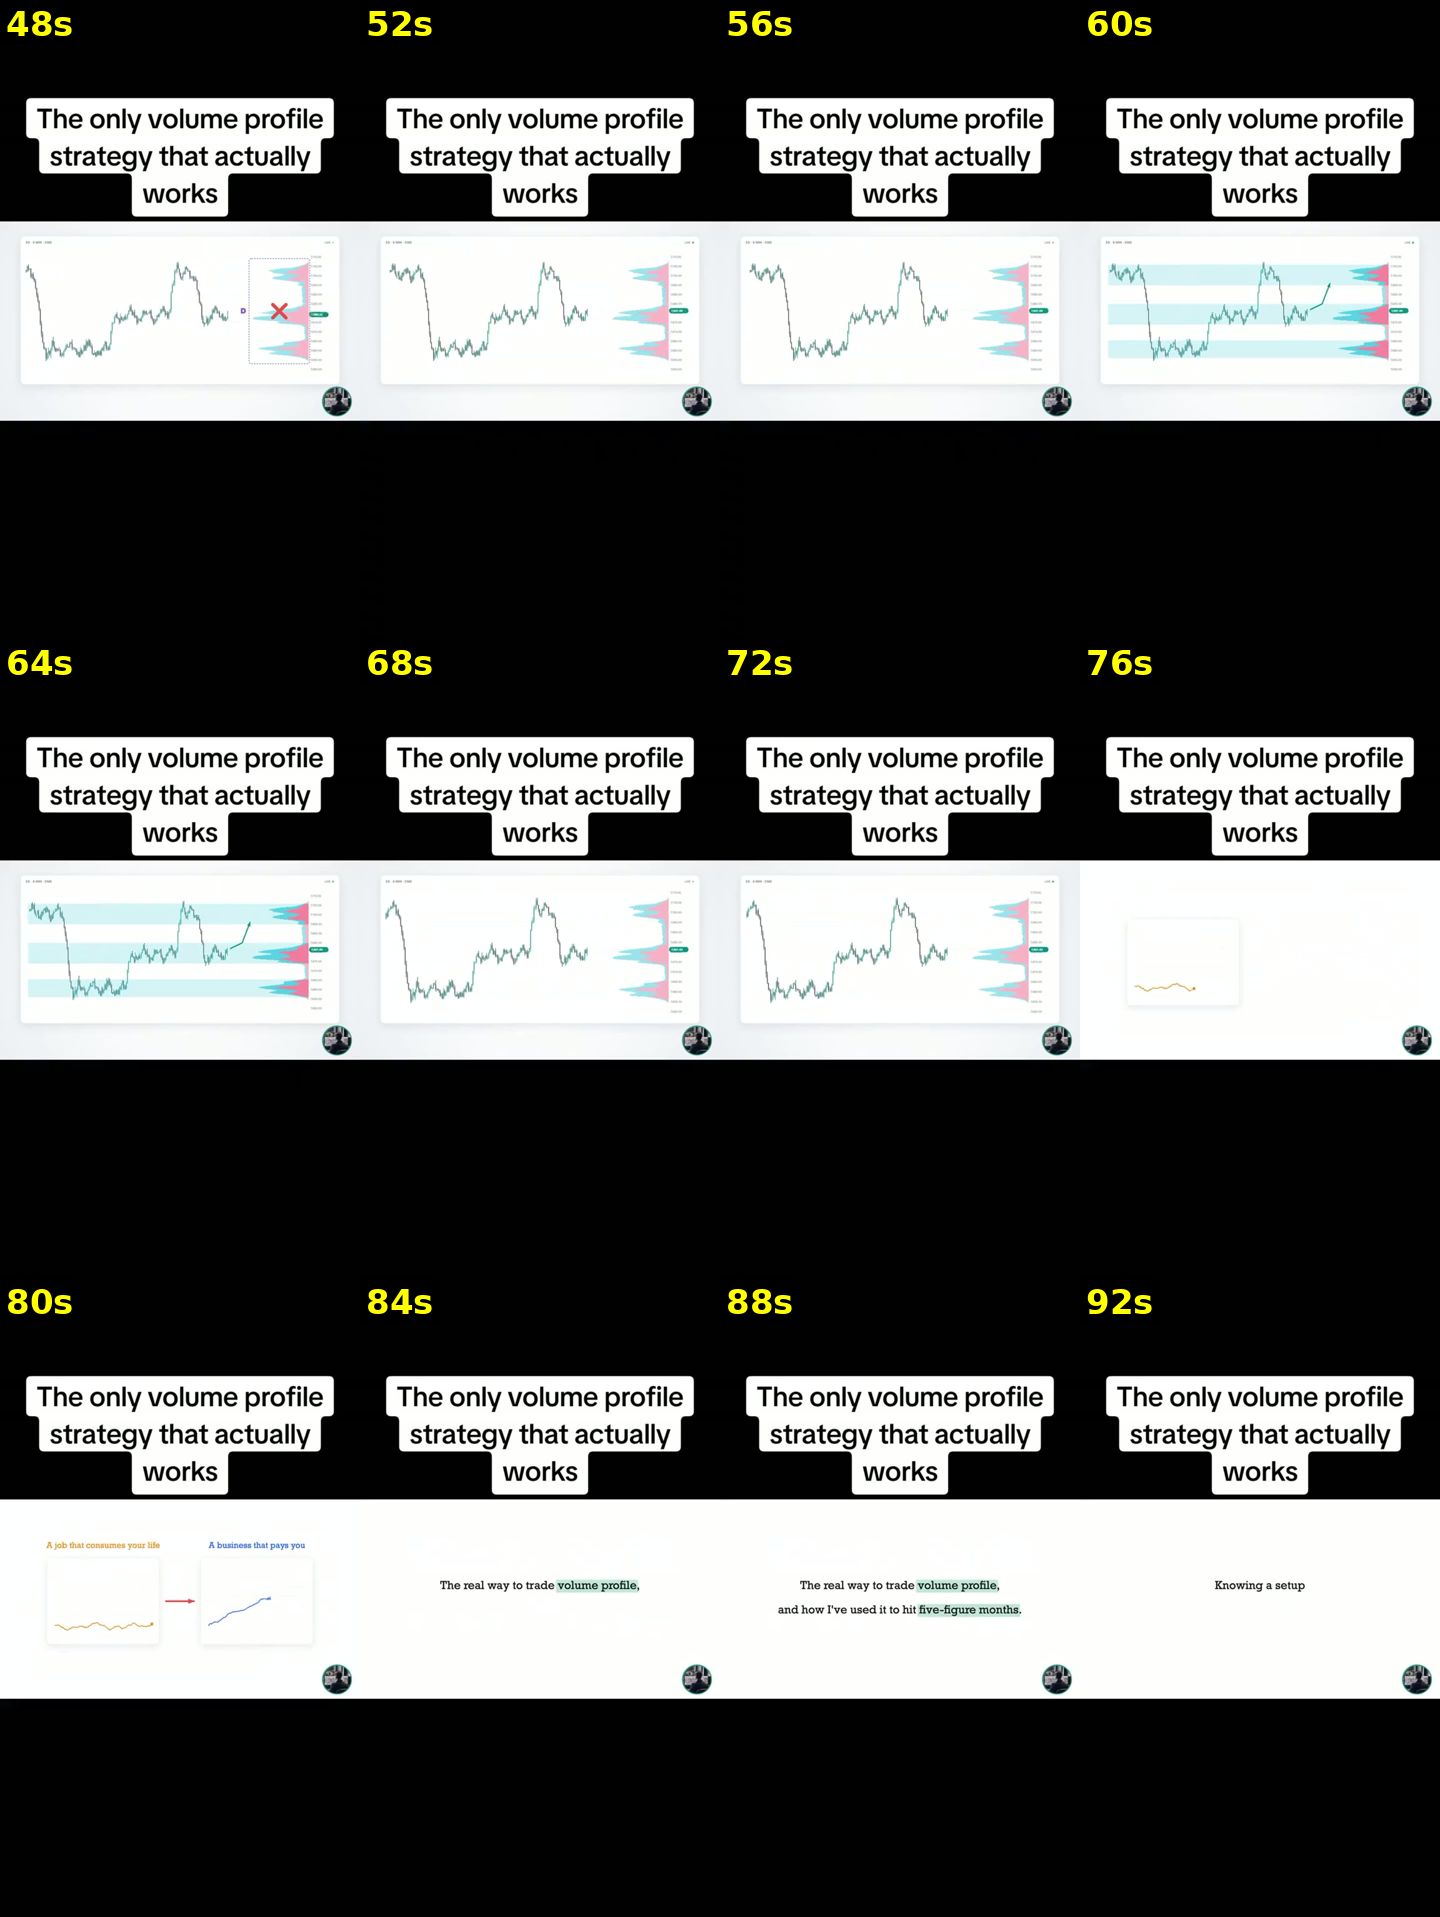 48s
52s
56s
60s
The only volume profile
strategy that actually
works
The only volume profile
strategy that actually
works
The only volume profile
strategy that actually
works
The only volume profile
strategy that actually
works
64s
68s
72s
76s
The only volume profile
strategy that actually
works
The only volume profile
strategy that actually
works
The only volume profile
strategy that actually
works
The only volume profile
strategy that actually
works
80s
84s
88s
92s
The only volume profile
strategy that actually
works
The only volume profile
strategy that actually
works
The only volume profile
strategy that actually
works
The only volume profile
strategy that actually
works
A job that consumes your life
A business that pays you
The real way to trade volume profile,
The real way to trade volume profile,
and how I've used it to hit five-figure months.
Knowing a setup